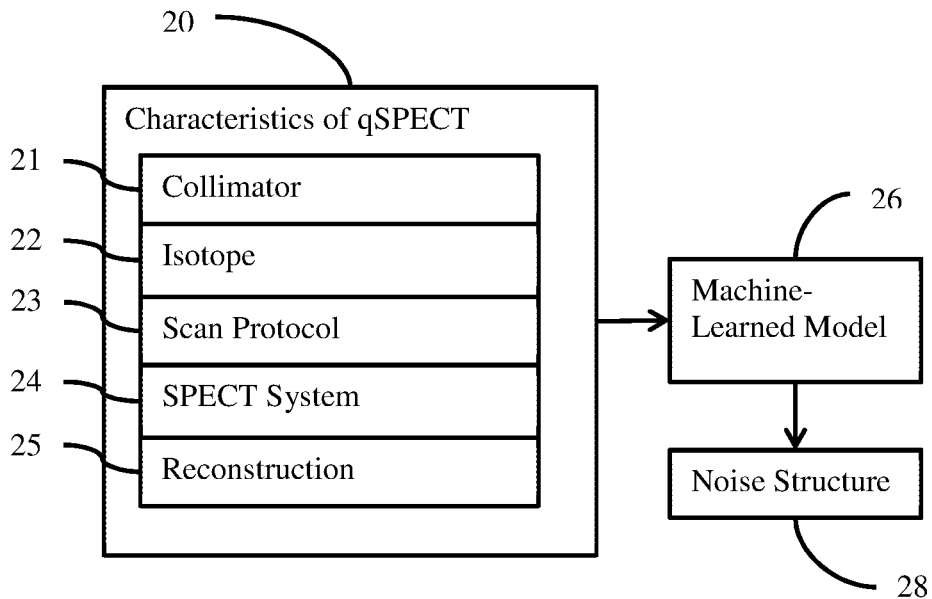 20
Characteristics of qSPECT
21
Collimator
22
Isotope
23
Scan Protocol
24
SPECT System
25
Reconstruction
26
Machine-
Learned Model
Noise Structure
28